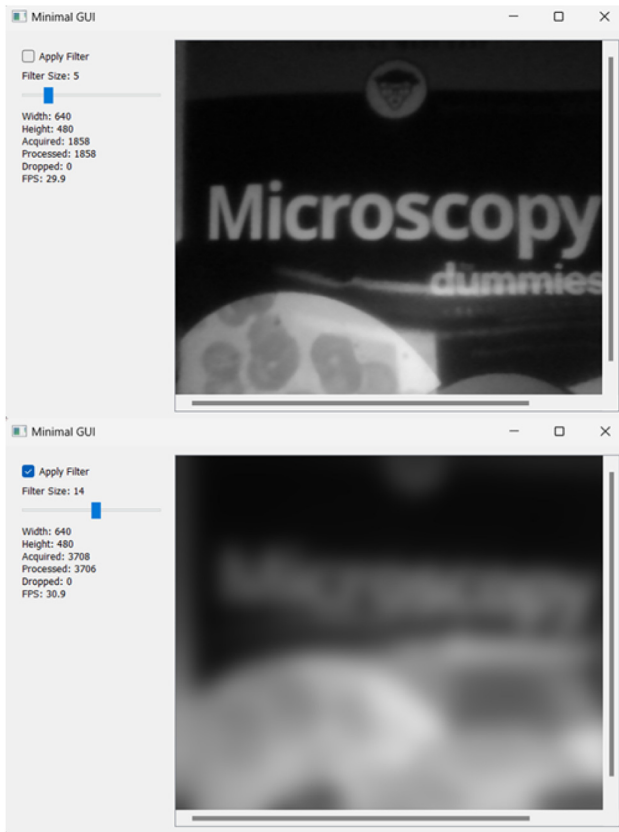 Minimal GUI
Apply Filter
Filter Size: 5
Width: 640
Height: 480
Acquired: 1858
Processed: 1858
Dropped: 0
FPS: 29.9
Microscopy
dummies
Minimal GUI
Apply Filter
Filter Size: 14
Width: 640
Height: 480
Acquired: 3708
Processed: 3706
Dropped: 0
FPS: 30.9
Microscopy